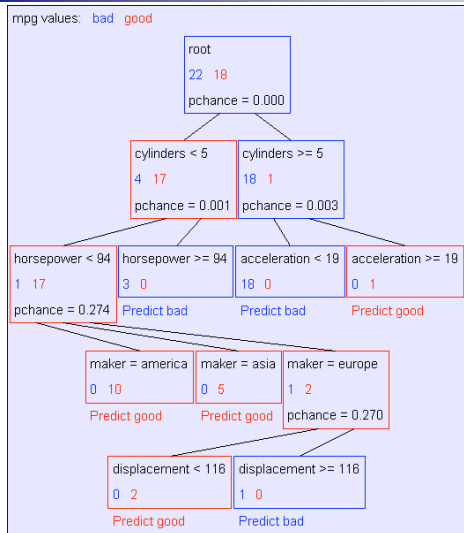 mpg values: bad good
root
22 18
pchance = 0.000
cylinders < 5 cylinders >= 5
4 17 18 1
pchance = 0.001 pchance = 0.003
horsepower < 94 horsepower >= 94 acceleration < 19 acceleration >= 19
1 17 3 0 18 0 0 1
pchance = 0.274 Predict bad Predict bad Predict good
maker = america maker = asia maker = europe
0 10 0 5 1 2
Predict good Predict good pchance = 0.270
displacement < 116 displacement >= 116
0 2 1 0
Predict good Predict bad